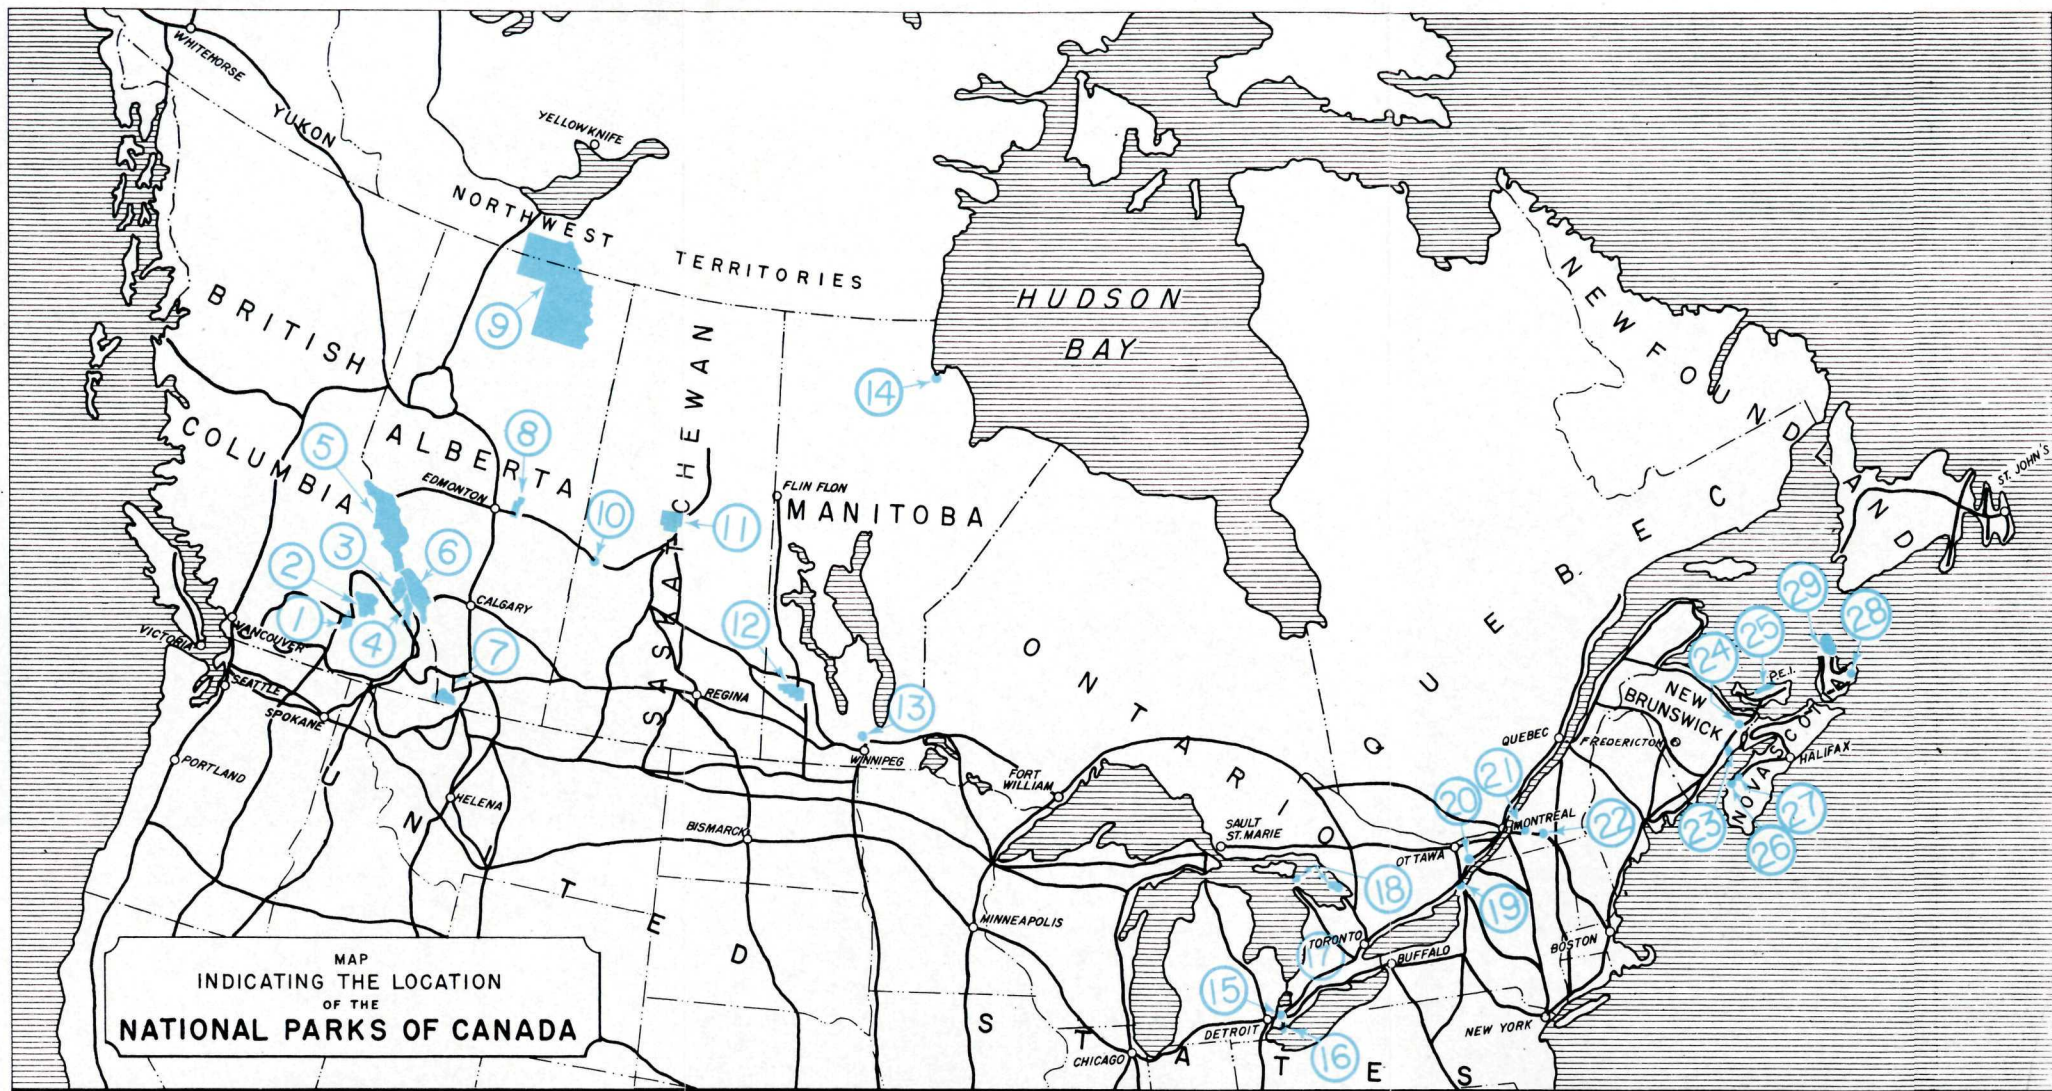 WHITEHORSE
YUKON
YELLOWKNIFE
NORTHWEST TERRITORIES
HUDSON
BAY
NEWFOUNDLAND
BRITISH
COLUMBIA
ALBERTA
SASKATCHEWAN
MANITOBA
ONTARIO
QUEBEC
9
14
5
8
EDMONTON
10
11
FLIN FLON
ST. JOHN'S
3
6
2
1
4
CALGARY
VANCOUVER
VICTORIA
7
12
REGINA
13
WINNIPEG
SEATTLE
SPOKANE
PORTLAND
HELENA
BISMARCK
FORT
WILLIAM
SAULT
ST. MARIE
29
28
25
24
P.E.I.
NEW
BRUNSWICK
FREDERICTON
NOVA SCOTIA
HALIFAX
QUEBEC
21
20
MONTREAL
22
23
27
26
OTTAWA
18
19
TORONTO
17
BUFFALO
BOSTON
MINNEAPOLIS
15
DETROIT
16
NEW YORK
CHICAGO
UNITED STATES
MAP
INDICATING THE LOCATION
OF THE
NATIONAL PARKS OF CANADA